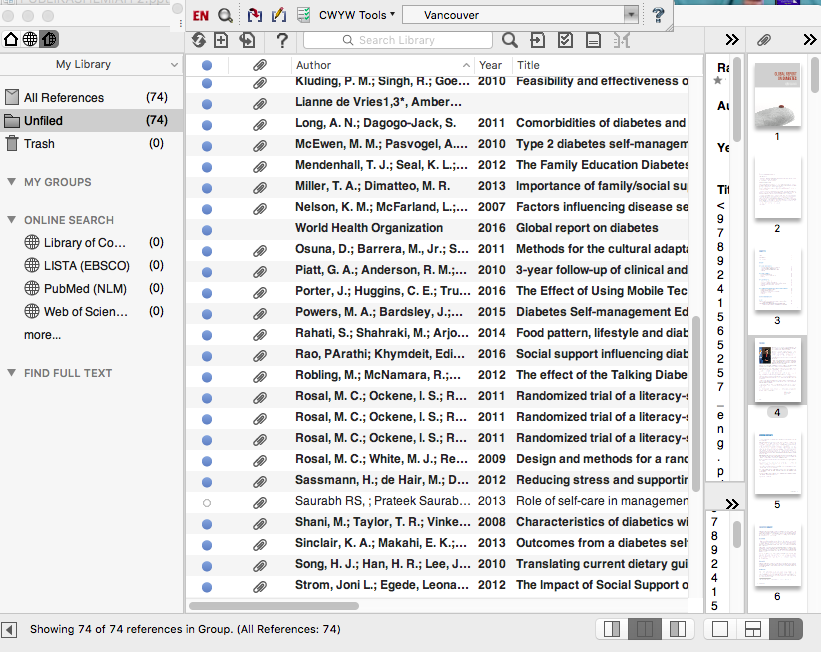 EN CWYW Tools Vancouver
Search Library
My Library
All References (74)
Unfiled (74)
Trash (0)
MY GROUPS
ONLINE SEARCH
Library of Co... (0)
LISTA (EBSCO) (0)
PubMed (NLM) (0)
Web of Scien... (0)
more...
FIND FULL TEXT
Author Year Title
Kluding, P. M.; Singh, R.; Goe... 2010 Feasibility and effectiveness o
Lianne de Vries1,3*, Amber...
Long, A. N.; Dagogo-Jack, S. 2011 Comorbidities of diabetes and
McEwen, M. M.; Pasvogel, A.... 2010 Type 2 diabetes self-managem
Mendenhall, T. J.; Seal, K. L.;... 2012 The Family Education Diabetes
Miller, T. A.; Dimatteo, M. R. 2013 Importance of family/social su
Nelson, K. M.; McFarland, L.;... 2007 Factors influencing disease se
World Health Organization 2016 Global report on diabetes
Osuna, D.; Barrera, M., Jr.; S... 2011 Methods for the cultural adapta
Piatt, G. A.; Anderson, R. M.;... 2010 3-year follow-up of clinical and
Porter, J.; Huggins, C. E.; Tru... 2016 The Effect of Using Mobile Tec
Powers, M. A.; Bardsley, J.;... 2015 Diabetes Self-management Ed
Rahati, S.; Shahraki, M.; Arjo... 2014 Food pattern, lifestyle and diab
Rao, PArathi; Khymdeit, Edi... 2016 Social support influencing diab
Robling, M.; McNamara, R.;... 2012 The effect of the Talking Diabe
Rosal, M. C.; Ockene, I. S.; R... 2011 Randomized trial of a literacy-s
Rosal, M. C.; Ockene, I. S.; R... 2011 Randomized trial of a literacy-s
Rosal, M. C.; Ockene, I. S.; R... 2011 Randomized trial of a literacy-s
Rosal, M. C.; White, M. J.; Re... 2009 Design and methods for a rand
Sassmann, H.; de Hair, M.; D... 2012 Reducing stress and supportin
Saurabh RS, ; Prateek Saurab... 2013 Role of self-care in managemen
Shani, M.; Taylor, T. R.; Vinke... 2008 Characteristics of diabetics wi
Sinclair, K. A.; Makahi, E. K.;... 2013 Outcomes from a diabetes sel
Song, H. J.; Han, H. R.; Lee, J... 2010 Translating current dietary gui
Strom, Joni L.; Egede, Leona... 2012 The Impact of Social Support o
Ra
Au
Ye
Tit
<
9
7
8
9
2
4
1
5
6
5
2
5
7
_
e
n
g
.
p
7
8
9
2
4
1
5
GLOBAL REPORT
ON DIABETES
1
2
3
4
5
6
Showing 74 of 74 references in Group. (All References: 74)